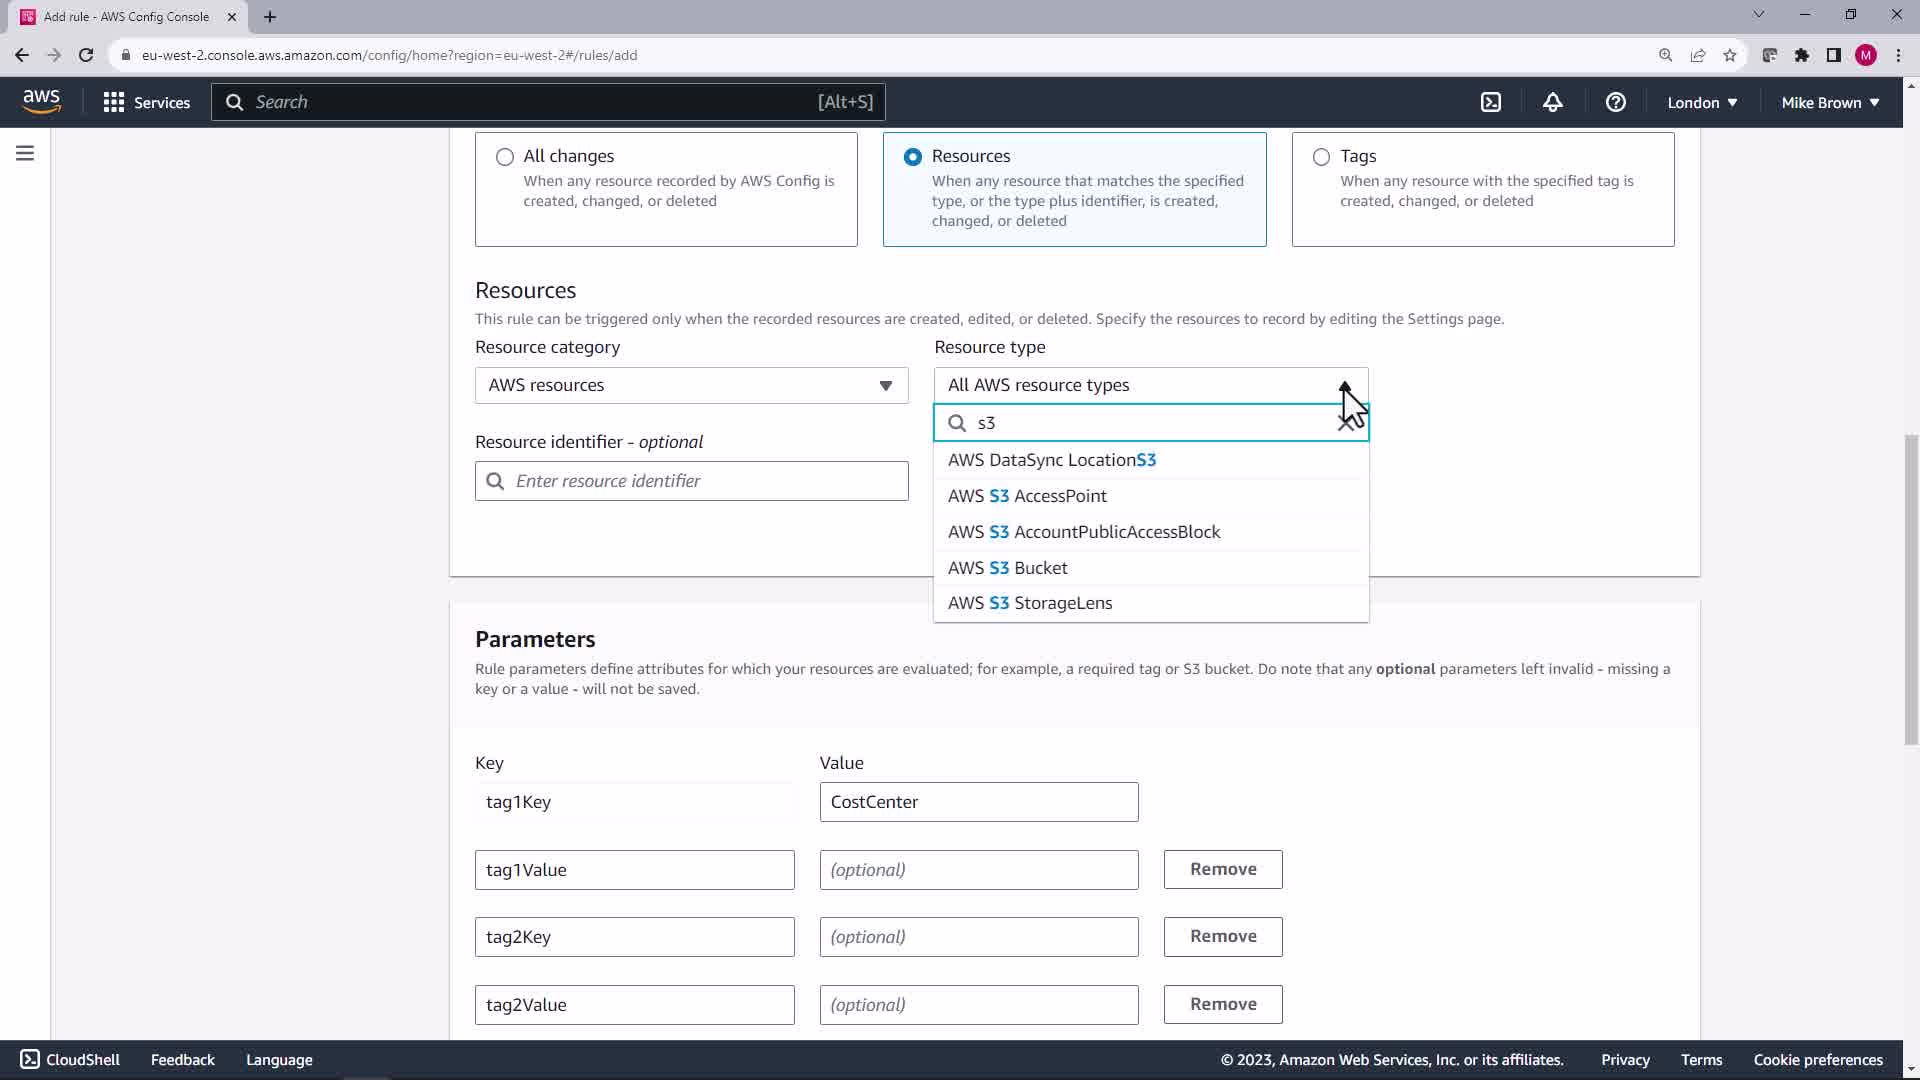 Add rule - AWS Config Console
eu-west-2.console.aws.amazon.com/config/home?region=eu-west-2#/rules/add
M
aws
Services
Search
[Alt+S]
London
Mike Brown
All changes
When any resource recorded by AWS Config is
created, changed, or deleted
Resources
When any resource that matches the specified
type, or the type plus identifier, is created,
changed, or deleted
Tags
When any resource with the specified tag is
created, changed, or deleted
Resources
This rule can be triggered only when the recorded resources are created, edited, or deleted. Specify the resources to record by editing the Settings page.
Resource category
Resource type
AWS resources
All AWS resource types
s3
Resource identifier - optional
Enter resource identifier
AWS DataSync LocationS3
AWS S3 AccessPoint
AWS S3 AccountPublicAccessBlock
AWS S3 Bucket
AWS S3 StorageLens
Parameters
Rule parameters define attributes for which your resources are evaluated; for example, a required tag or S3 bucket. Do note that any optional parameters left invalid - missing a
key or a value - will not be saved.
Key
Value
tag1Key
CostCenter
tag1Value
(optional)
Remove
tag2Key
(optional)
Remove
tag2Value
(optional)
Remove
CloudShell
Feedback
Language
© 2023, Amazon Web Services, Inc. or its affiliates.
Privacy
Terms
Cookie preferences